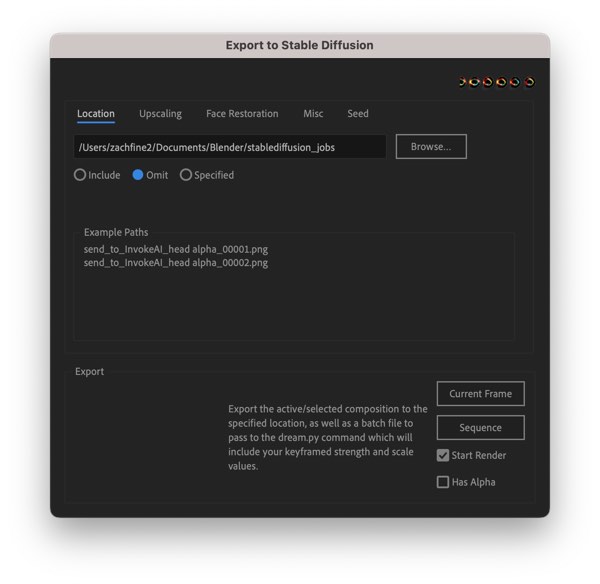 Export to Stable Diffusion
Location Upscaling Face Restoration Misc Seed
/Users/zachfine2/Documents/Blender/stablediffusion_jobs Browse...
Include Omit Specified
Example Paths
send_to_InvokeAI_head alpha_00001.png
send_to_InvokeAI_head alpha_00002.png
Export
Current Frame
Export the active/selected composition to the
specified location, as well as a batch file to
pass to the dream.py command which will
include your keyframed strength and scale
values.
Sequence
Start Render
Has Alpha